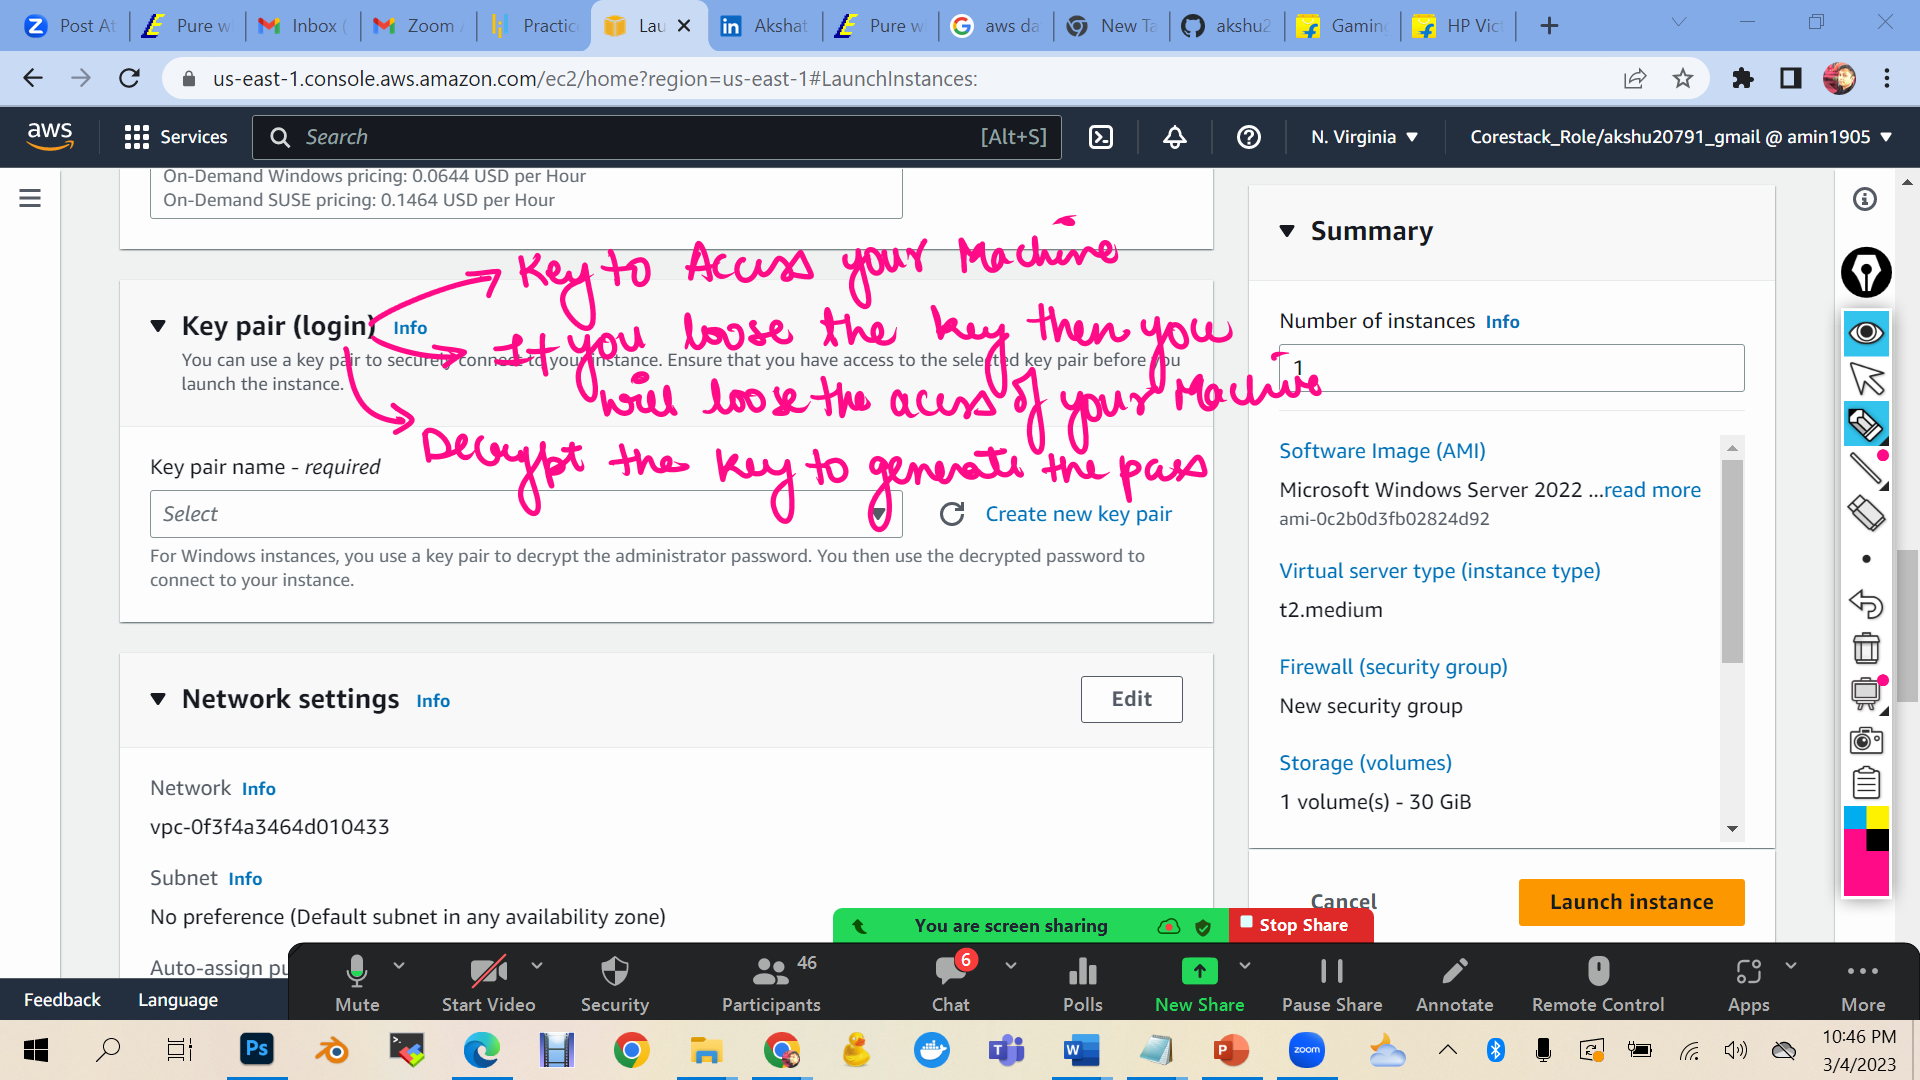 Post At
Pure w
Inbox (
Zoom A
Practic
Lau
Akshat
Pure w
aws da
New Ta
akshu2
Gaming
HP Vict
us-east-1.console.aws.amazon.com/ec2/home?region=us-east-1#LaunchInstances:
aws
Services
Search
[Alt+S]
N. Virginia
Corestack_Role/akshu20791_gmail @ amin1905
On-Demand Windows pricing: 0.0644 USD per Hour
On-Demand SUSE pricing: 0.1464 USD per Hour
Key to Access your Machine
Key pair (login) Info
If you loose the key then you
You can use a key pair to securely connect to your instance. Ensure that you have access to the selected key pair before you
launch the instance.
will loose the acess of your Machine
Decrypt the key to generate the pass
Key pair name - required
Select
Create new key pair
For Windows instances, you use a key pair to decrypt the administrator password. You then use the decrypted password to
connect to your instance.
Network settings Info
Edit
Network Info
vpc-0f3f4a3464d010433
Subnet Info
No preference (Default subnet in any availability zone)
Auto-assign pu
Summary
Number of instances Info
1
Software Image (AMI)
Microsoft Windows Server 2022 ...read more
ami-0c2b0d3fb02824d92
Virtual server type (instance type)
t2.medium
Firewall (security group)
New security group
Storage (volumes)
1 volume(s) - 30 GiB
Cancel
Launch instance
You are screen sharing
Stop Share
Feedback
Language
Mute
Start Video
Security
Participants
46
Chat
6
Polls
New Share
Pause Share
Annotate
Remote Control
Apps
More
Ps
T
W
P
zoom
10:46 PM
3/4/2023